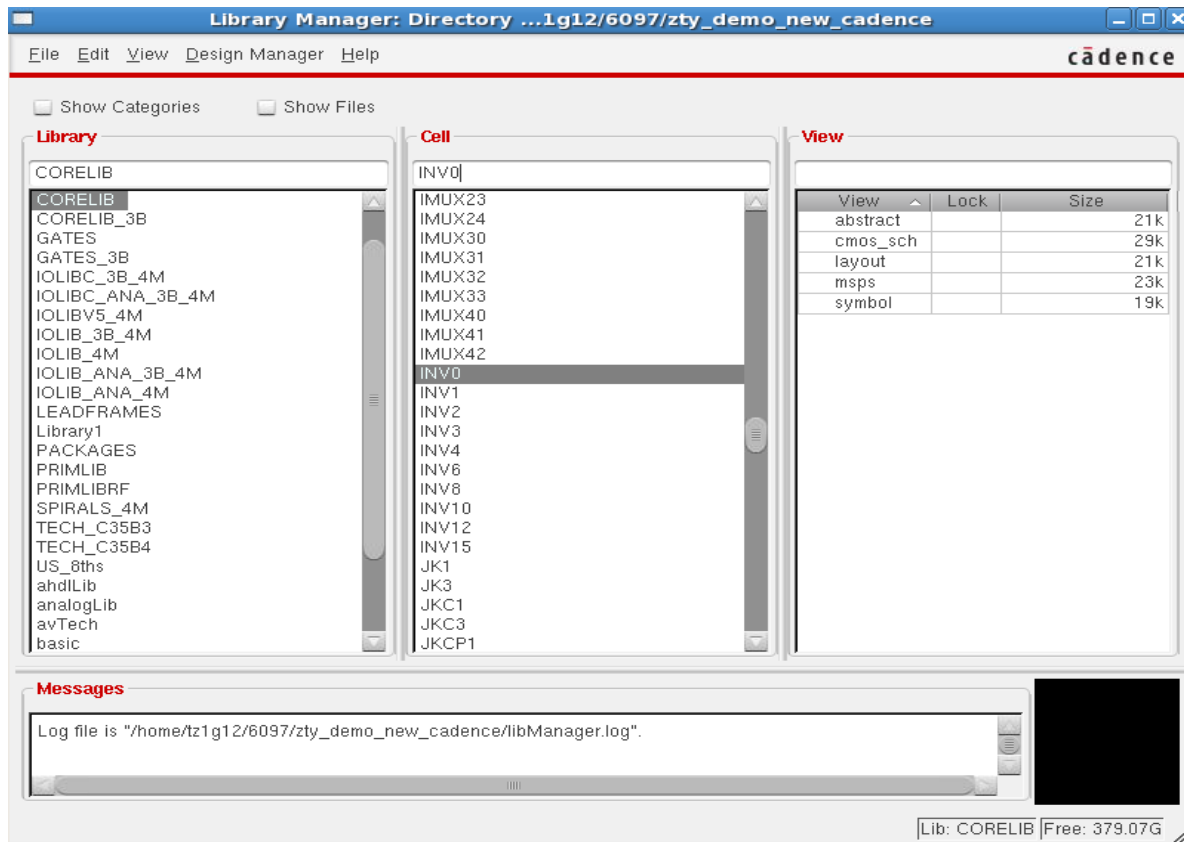 Library Manager: Directory ...1g12/6097/zty_demo_new_cadence
File Edit View Design Manager Help
cādence
Show Categories Show Files
Library
CORELIB
CORELIB
CORELIB_3B
GATES
GATES_3B
IOLIBC_3B_4M
IOLIBC_ANA_3B_4M
IOLIBV5_4M
IOLIB_3B_4M
IOLIB_4M
IOLIB_ANA_3B_4M
IOLIB_ANA_4M
LEADFRAMES
Library1
PACKAGES
PRIMLIB
PRIMLIBRF
SPIRALS_4M
TECH_C35B3
TECH_C35B4
US_8ths
ahdlLib
analogLib
avTech
basic
Cell
INV0
IMUX23
IMUX24
IMUX30
IMUX31
IMUX32
IMUX33
IMUX40
IMUX41
IMUX42
INV0
INV1
INV2
INV3
INV4
INV6
INV8
INV10
INV12
INV15
JK1
JK3
JKC1
JKC3
JKCP1
View
View Lock Size
abstract 21k
cmos_sch 29k
layout 21k
msps 23k
symbol 19k
Messages
Log file is "/home/tz1g12/6097/zty_demo_new_cadence/libManager.log".
Lib: CORELIB Free: 379.07G